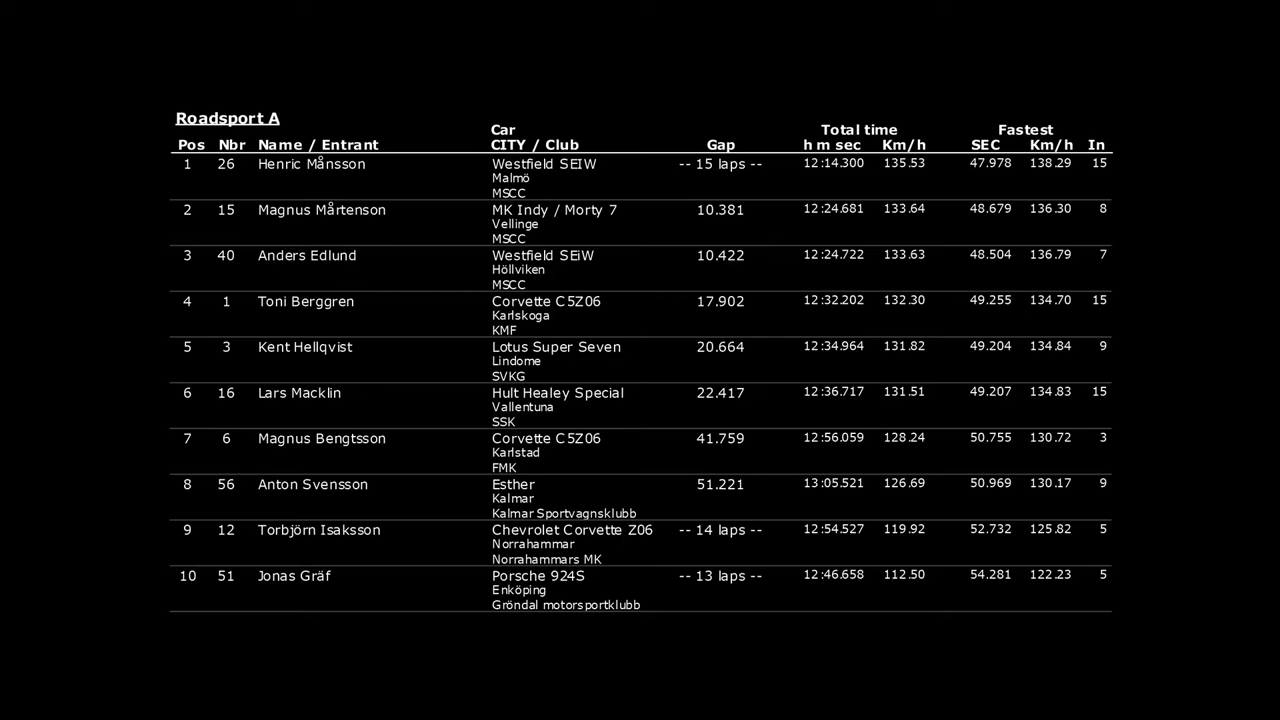 Roadsport A
Car Total time Fastest
Pos Nbr Name / Entrant CITY / Club Gap h m sec Km/h SEC Km/h In
1 26 Henric Månsson Westfield SEIW -- 15 laps -- 12:14.300 135.53 47.978 138.29 15
Malmö
MSCC
2 15 Magnus Mårtenson MK Indy / Morty 7 10.381 12:24.681 133.64 48.679 136.30 8
Vellinge
MSCC
3 40 Anders Edlund Westfield SEiW 10.422 12:24.722 133.63 48.504 136.79 7
Höllviken
MSCC
4 1 Toni Berggren Corvette C5Z06 17.902 12:32.202 132.30 49.255 134.70 15
Karlskoga
KMF
5 3 Kent Hellqvist Lotus Super Seven 20.664 12:34.964 131.82 49.204 134.84 9
Lindome
SVKG
6 16 Lars Macklin Hult Healey Special 22.417 12:36.717 131.51 49.207 134.83 15
Vallentuna
SSK
7 6 Magnus Bengtsson Corvette C5Z06 41.759 12:56.059 128.24 50.755 130.72 3
Karlstad
FMK
8 56 Anton Svensson Esther 51.221 13:05.521 126.69 50.969 130.17 9
Kalmar
Kalmar Sportvagnsklubb
9 12 Torbjörn Isaksson Chevrolet Corvette Z06 -- 14 laps -- 12:54.527 119.92 52.732 125.82 5
Norrahammar
Norrahammars MK
10 51 Jonas Gräf Porsche 924S -- 13 laps -- 12:46.658 112.50 54.281 122.23 5
Enköping
Gröndal motorsportklubb